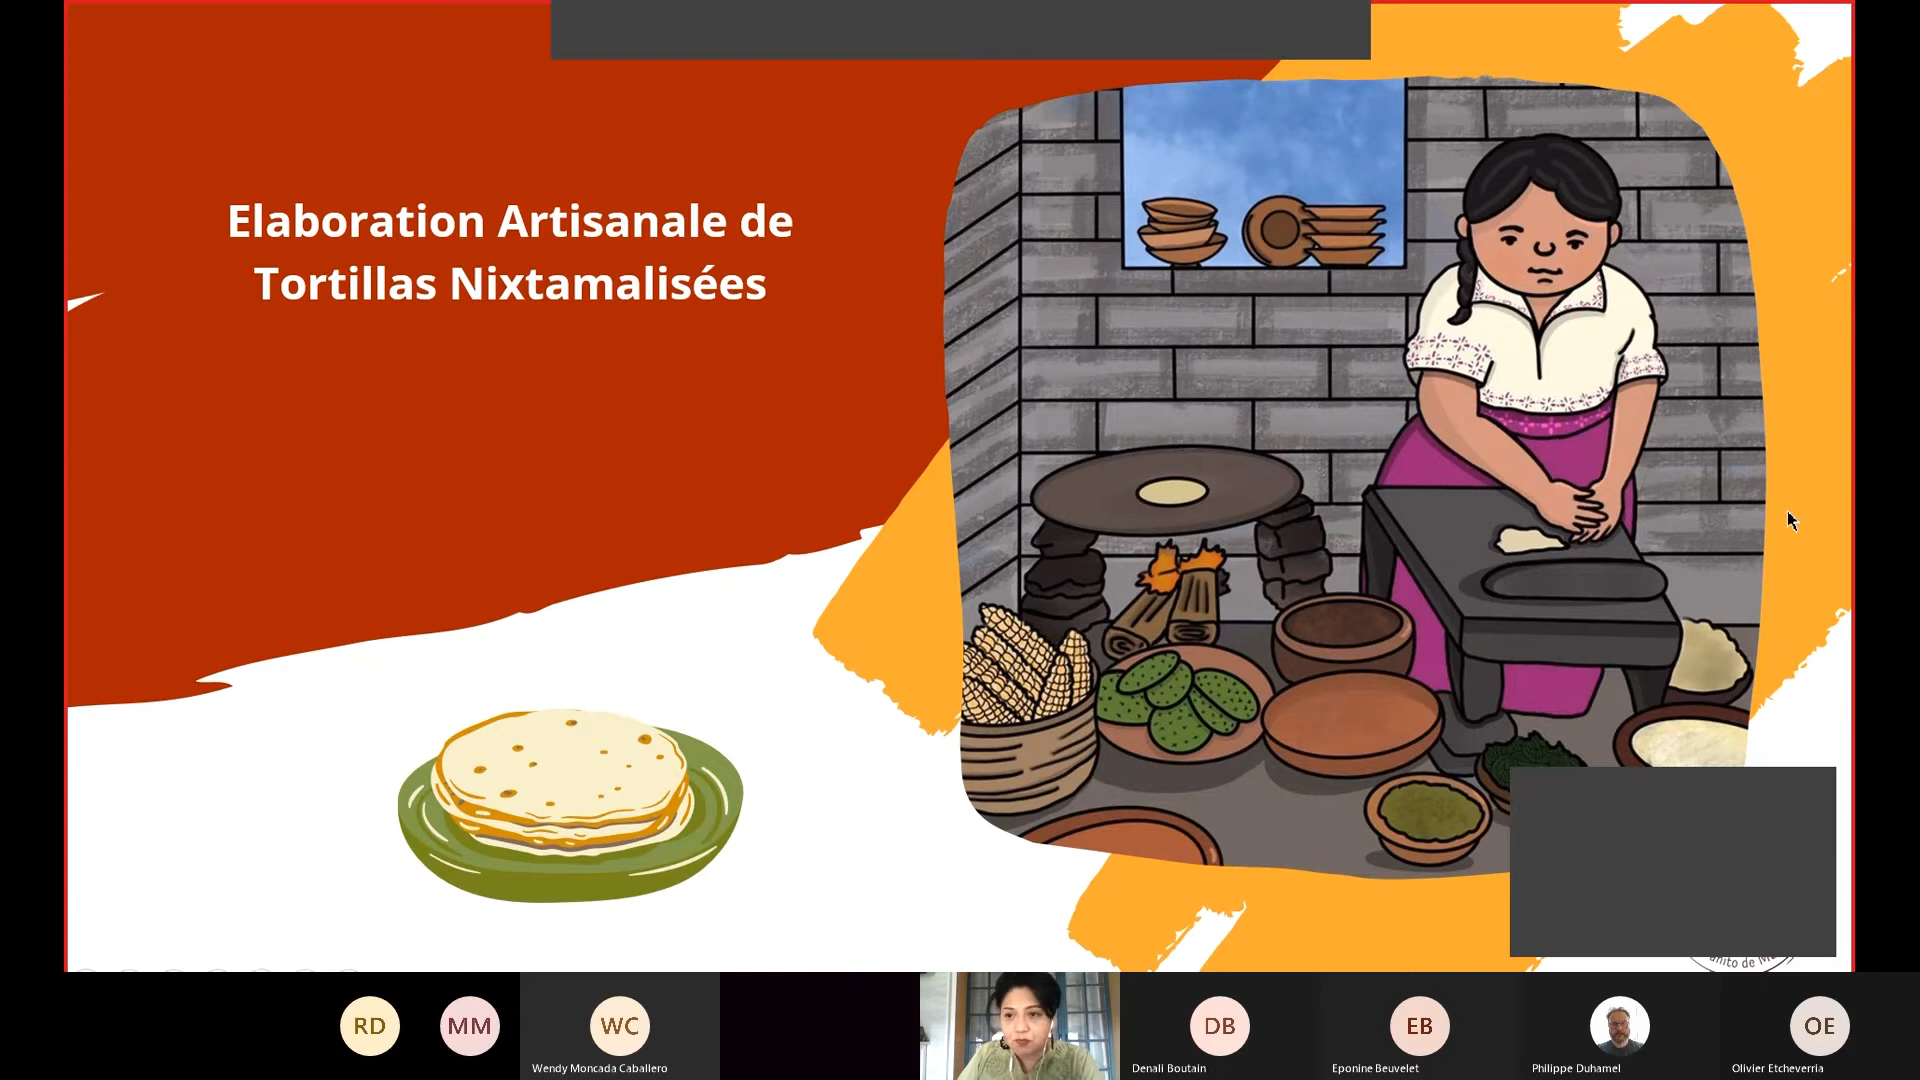 Elaboration Artisanale de
Tortillas Nixtamalisées
RD
MM
WC
DB
EB
OE
Wendy Moncada Caballero
Denali Boutain
Eponine Beuvelet
Philippe Duhamel
Olivier Etcheverria